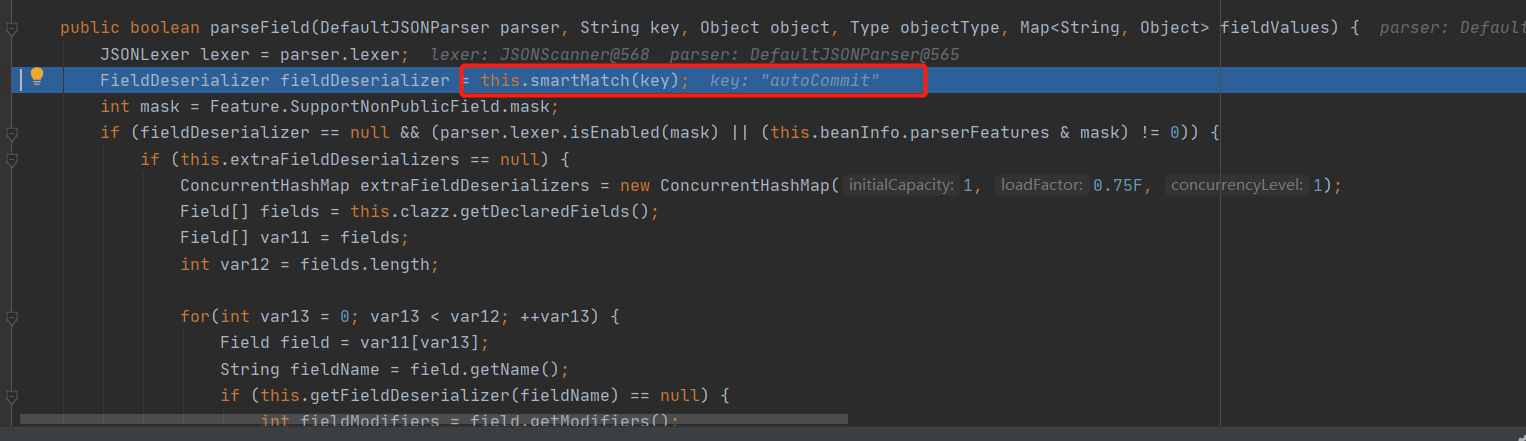 public boolean parseField(DefaultJSONParser parser, String key, Object object, Type objectType, Map<String, Object> fieldValues) { parser: Default
JSONLexer lexer = parser.lexer; lexer: JSONScanner@568 parser: DefaultJSONParser@565
FieldDeserializer fieldDeserializer = this.smartMatch(key); key: "autoCommit"
int mask = Feature.SupportNonPublicField.mask;
if (fieldDeserializer == null && (parser.lexer.isEnabled(mask) || (this.beanInfo.parserFeatures & mask) != 0)) {
if (this.extraFieldDeserializers == null) {
ConcurrentHashMap extraFieldDeserializers = new ConcurrentHashMap( initialCapacity: 1, loadFactor: 0.75F, concurrencyLevel: 1);
Field[] fields = this.clazz.getDeclaredFields();
Field[] var11 = fields;
int var12 = fields.length;
for(int var13 = 0; var13 < var12; ++var13) {
Field field = var11[var13];
String fieldName = field.getName();
if (this.getFieldDeserializer(fieldName) == null) {
int fieldModifiers = field.getModifiers();